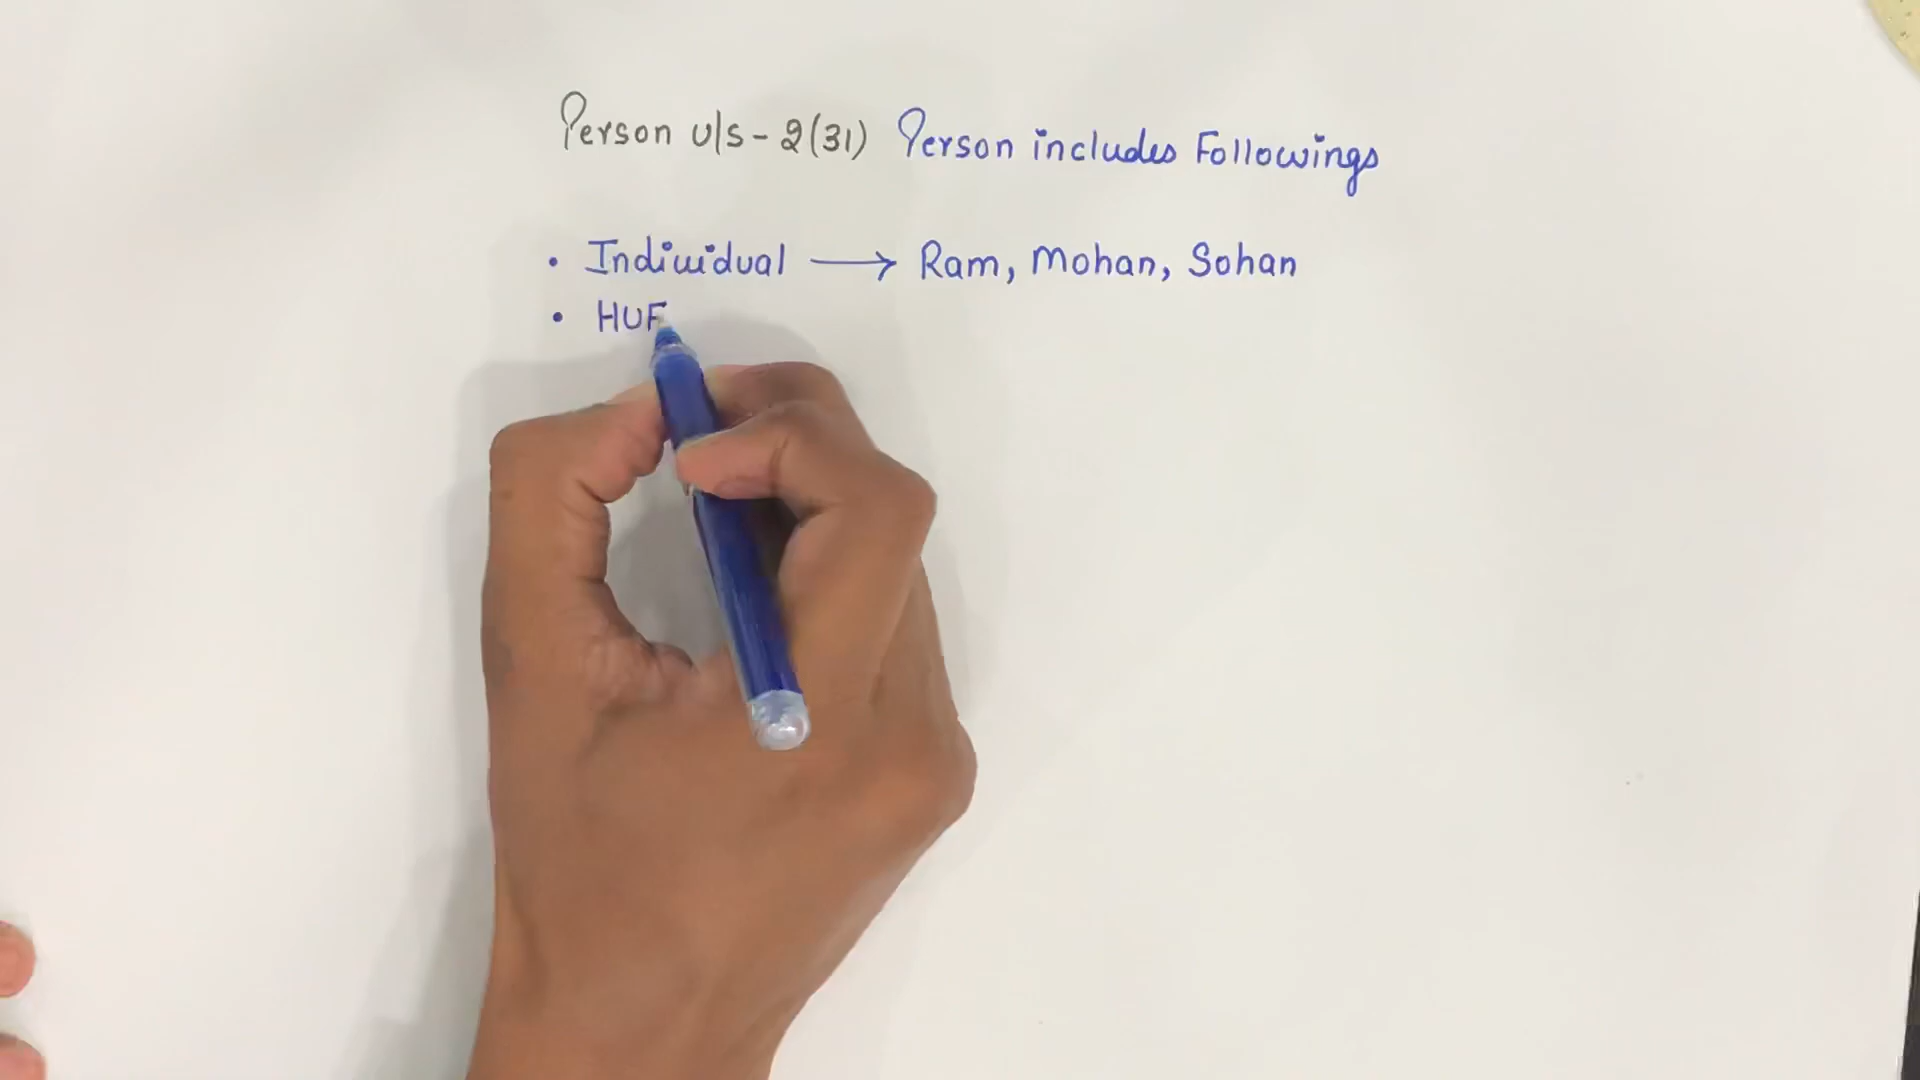 Person u/s - 2(31) Person includes Followings
• Individual → Ram, Mohan, Sohan
• HUF